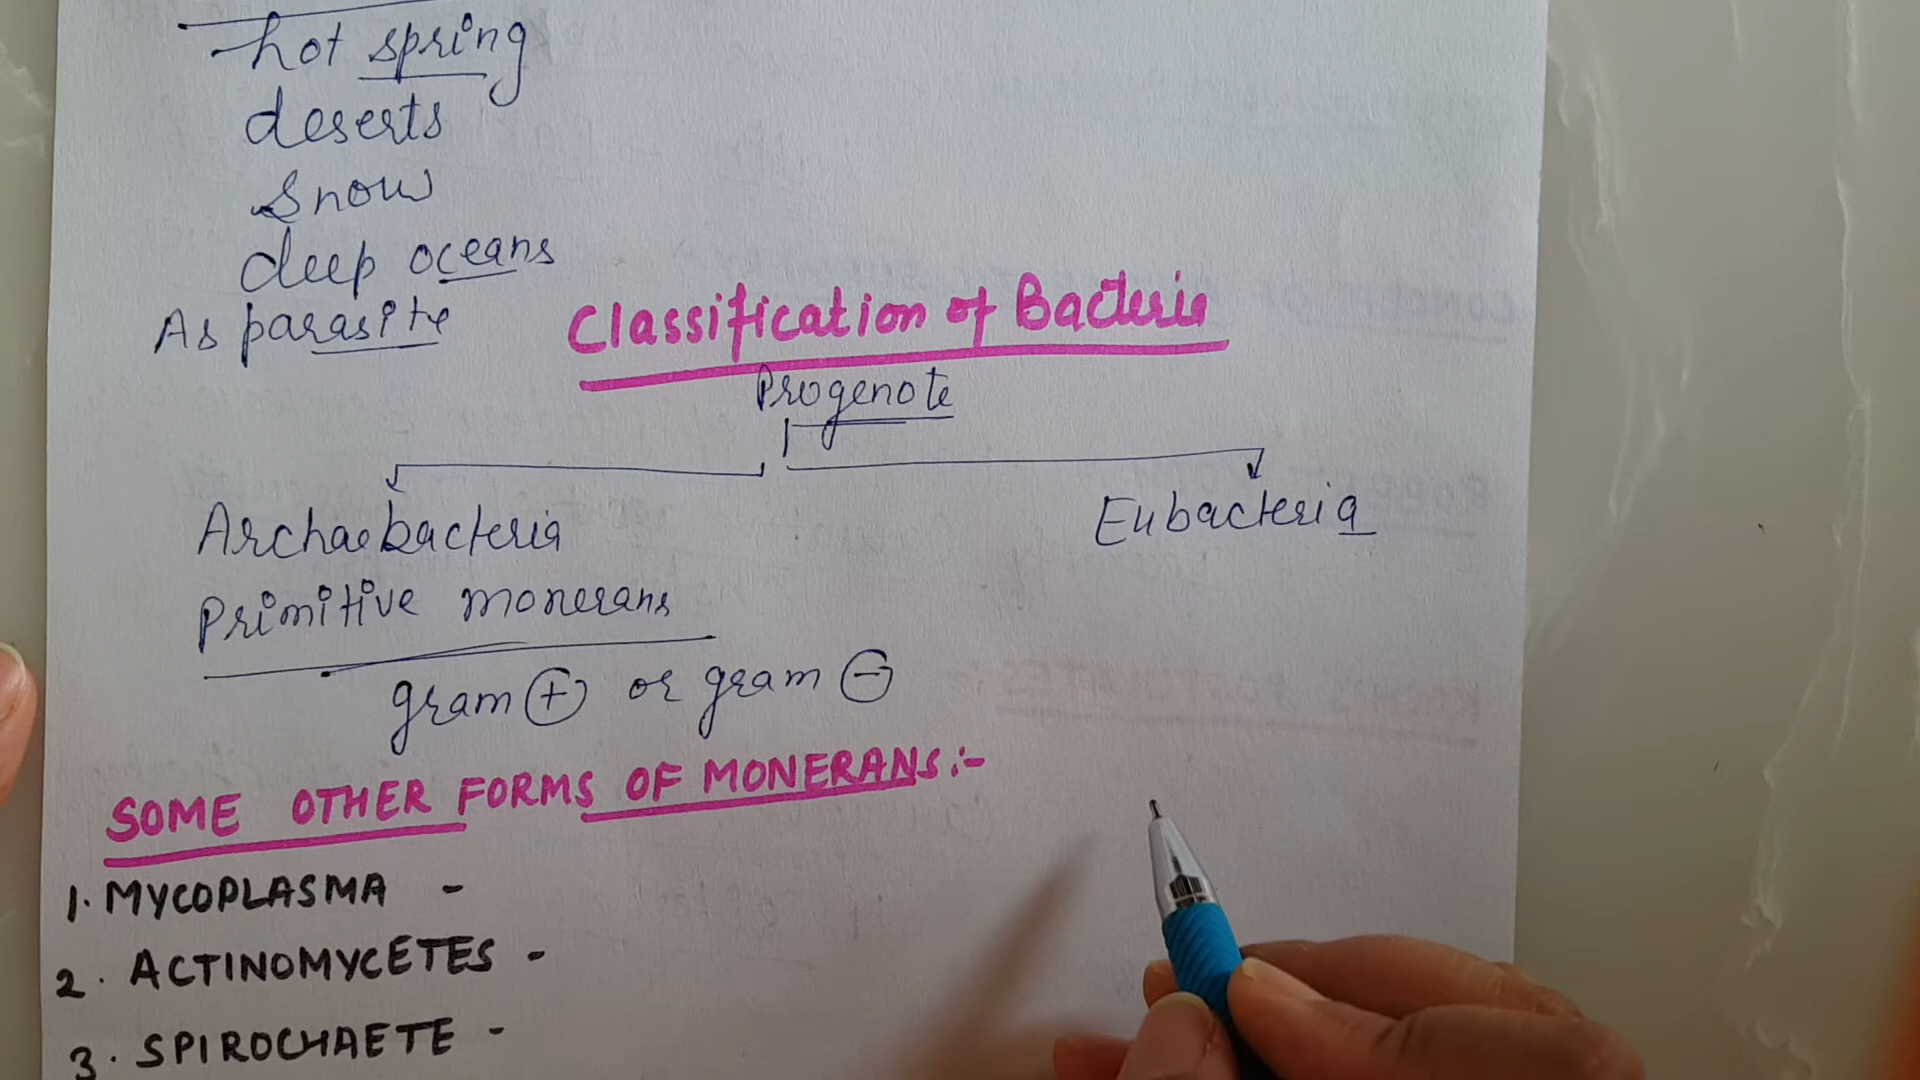 hot spring
deserts
Snow
deep oceans
As parasite
Classification of Bacteria
Progenote
Archaebacteria
Eubacteria
Primitive monerans
gram ⊕ or gram ⊖
SOME OTHER FORMS OF MONERANS:-
1. MYCOPLASMA -
2. ACTINOMYCETES -
3. SPIROCHAETE -